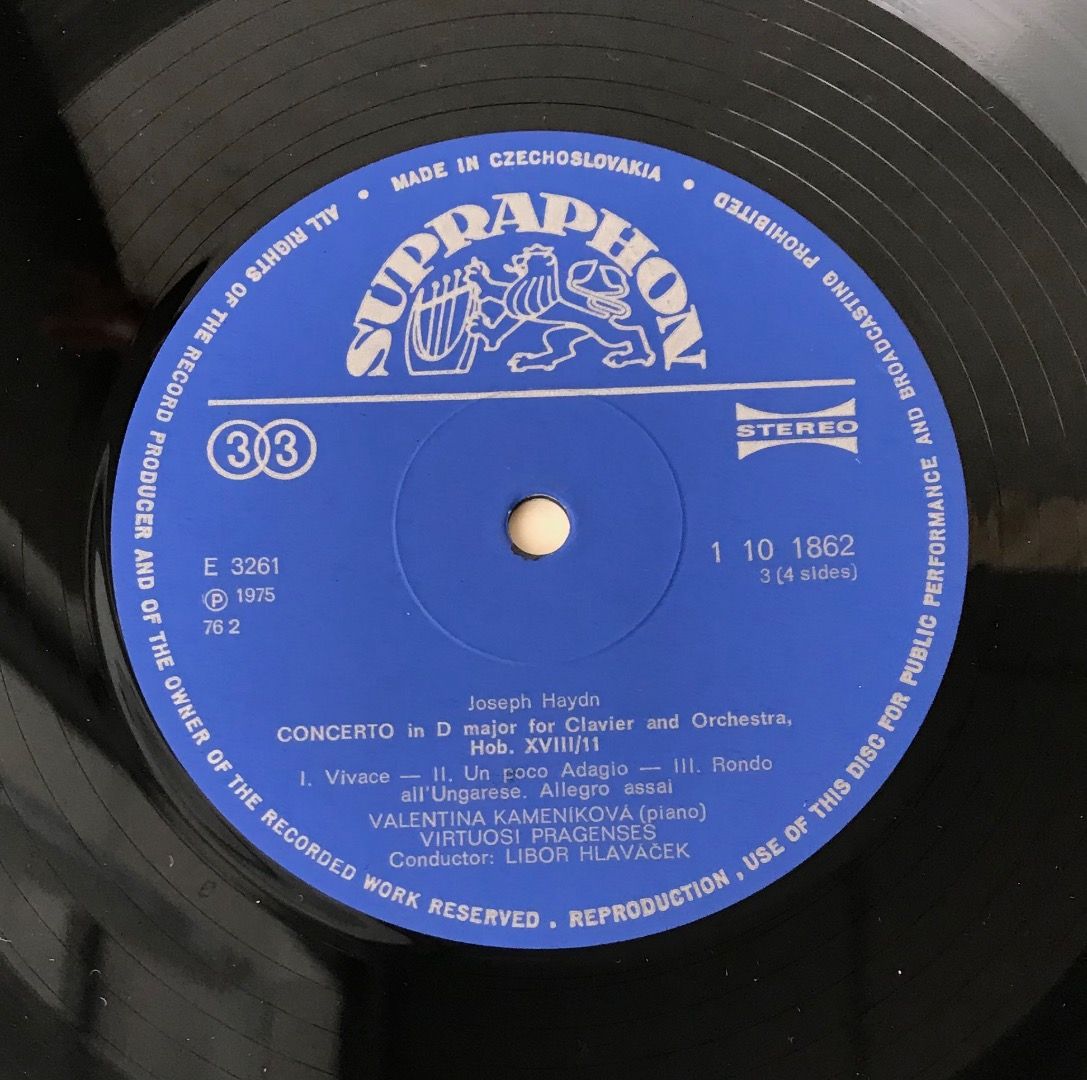 MADE IN CZECHOSLOVAKIA • PROHIBITED
ALL RIGHTS OF THE RECORD PRODUCER AND OF THE OWNER OF THE RECORDED WORK RESERVED . REPRODUCTION , USE OF THIS DISC FOR PUBLIC PERFORMANCE AND BROADCASTING
SUPRAPHON
33
STEREO
E 3261
Ⓟ 1975
76 2
1 10 1862
3 (4 sides)
Joseph Haydn
CONCERTO in D major for Clavier and Orchestra,
Hob. XVIII/11
I. Vivace — II. Un poco Adagio — III. Rondo
all'Ungarese. Allegro assai
VALENTINA KAMENÍKOVÁ (piano)
VIRTUOSI PRAGENSES
Conductor: LIBOR HLAVÁČEK